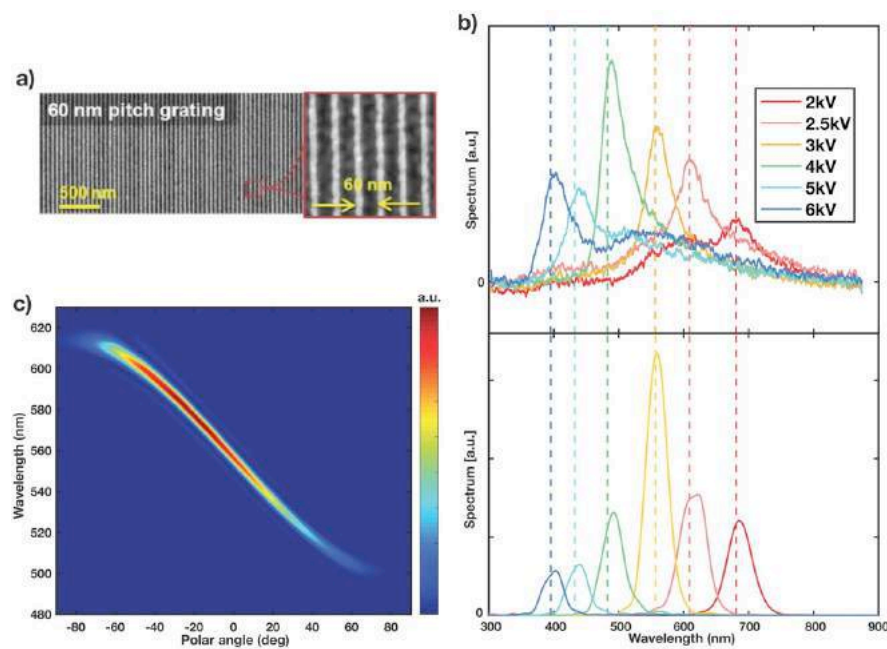 a)
60 nm pitch grating
500 nm
60 nm
b)
Spectrum [a.u.]
0
2kV
2.5kV
3kV
4kV
5kV
6kV
Spectrum [a.u.]
0
300 400 500 600 700 800 900
Wavelength (nm)
c)
a.u.
Wavelength (nm)
620
600
580
560
540
520
500
480
-80 -60 -40 -20 0 20 40 60 80
Polar angle (deg)